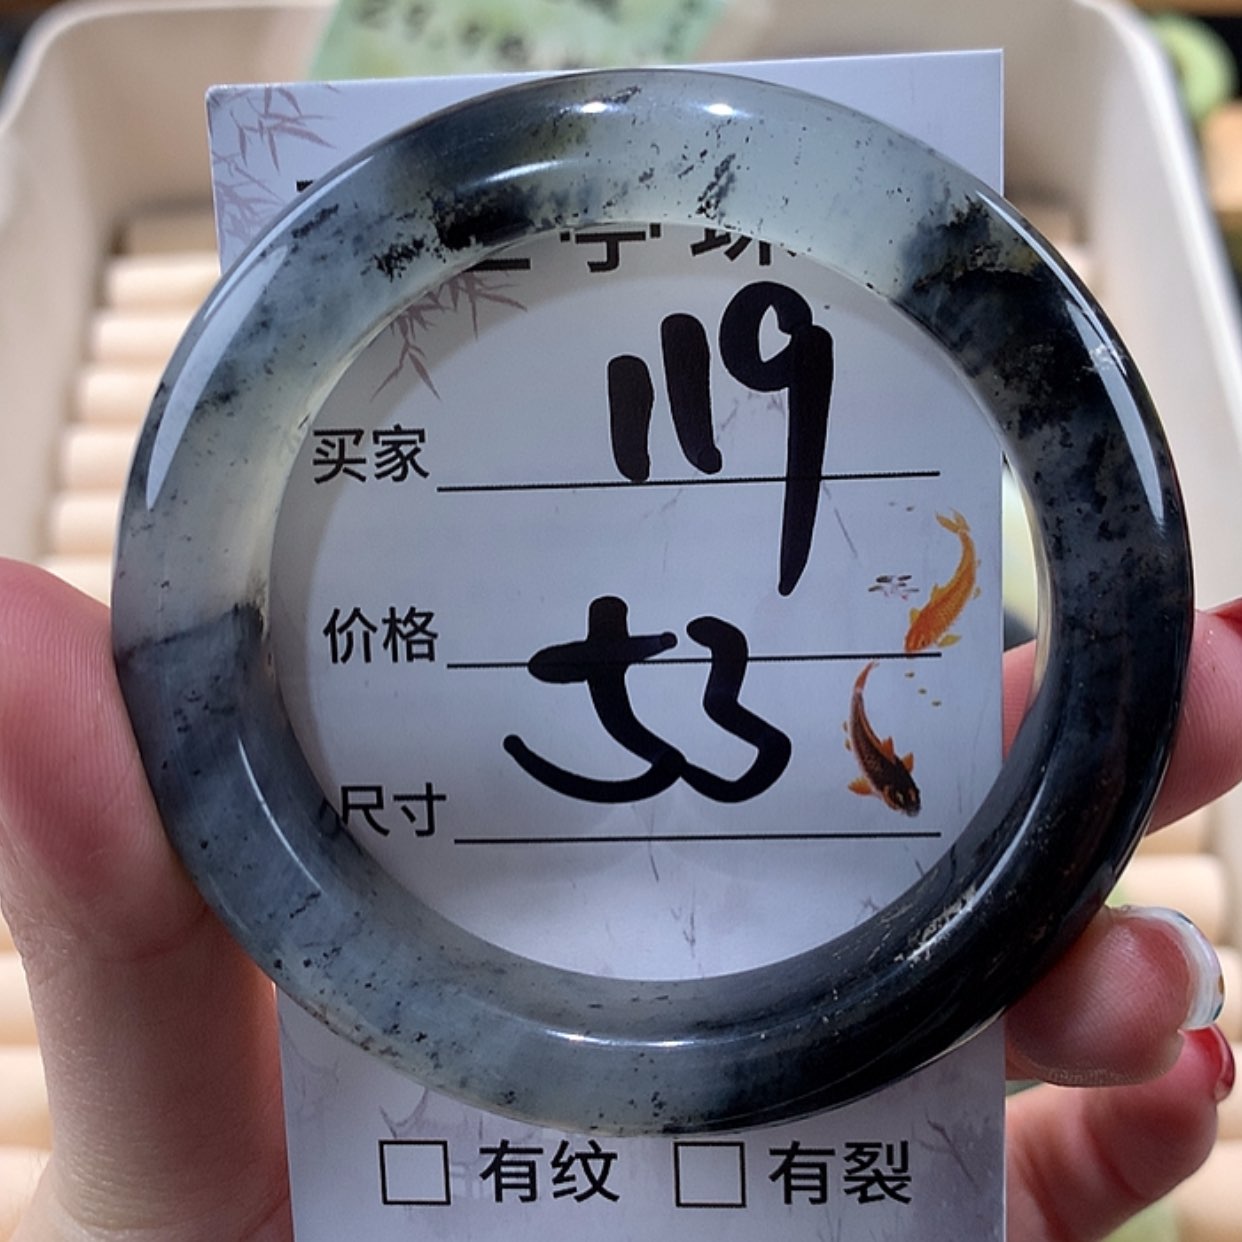 买家 119
价格
尺寸 53
□ 有纹 □ 有裂